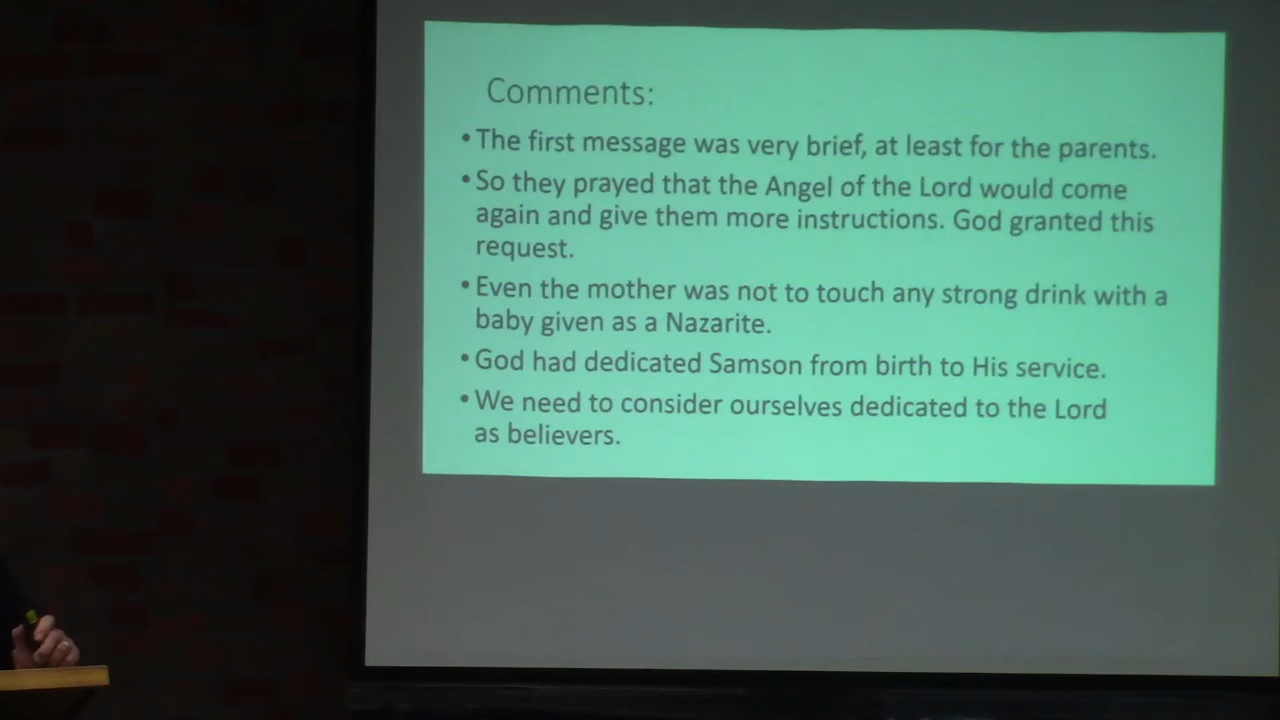 Comments:
•The first message was very brief, at least for the parents.
•So they prayed that the Angel of the Lord would come
again and give them more instructions. God granted this
request.
•Even the mother was not to touch any strong drink with a
baby given as a Nazarite.
•God had dedicated Samson from birth to His service.
•We need to consider ourselves dedicated to the Lord
as believers.